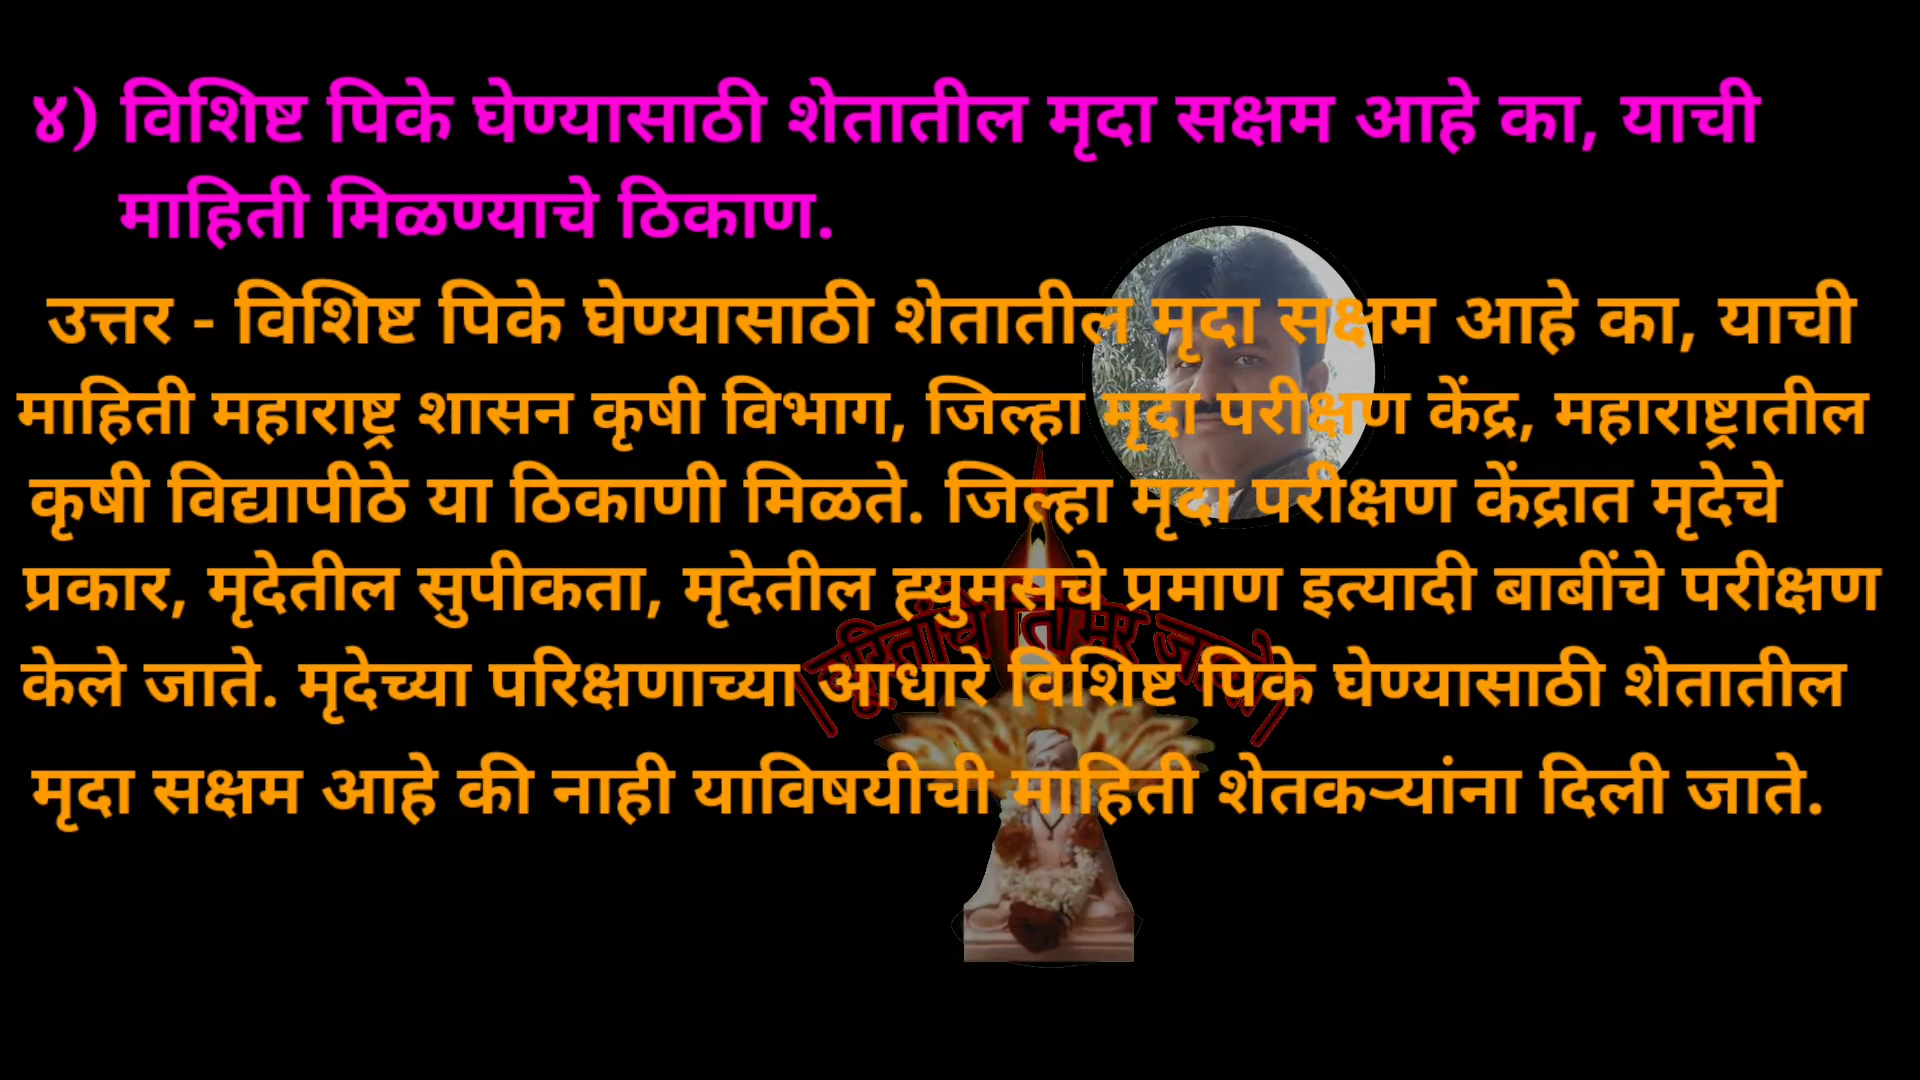 ४) विशिष्ट पिके घेण्यासाठी शेतातील मृदा सक्षम आहे का, याची
माहिती मिळण्याचे ठिकाण.
उत्तर - विशिष्ट पिके घेण्यासाठी शेतातील मृदा सक्षम आहे का, याची
माहिती महाराष्ट्र शासन कृषी विभाग, जिल्हा मृदा परीक्षण केंद्र, महाराष्ट्रातील
कृषी विद्यापीठे या ठिकाणी मिळते. जिल्हा मृदा परीक्षण केंद्रात मृदेचे
प्रकार, मृदेतील सुपीकता, मृदेतील ह्युमसचे प्रमाण इत्यादी बाबींचे परीक्षण
केले जाते. मृदेच्या परिक्षणाच्या आधारे विशिष्ट पिके घेण्यासाठी शेतातील
मृदा सक्षम आहे की नाही याविषयीची माहिती शेतकऱ्यांना दिली जाते.
।दुरितांचे तिमिर जावो।